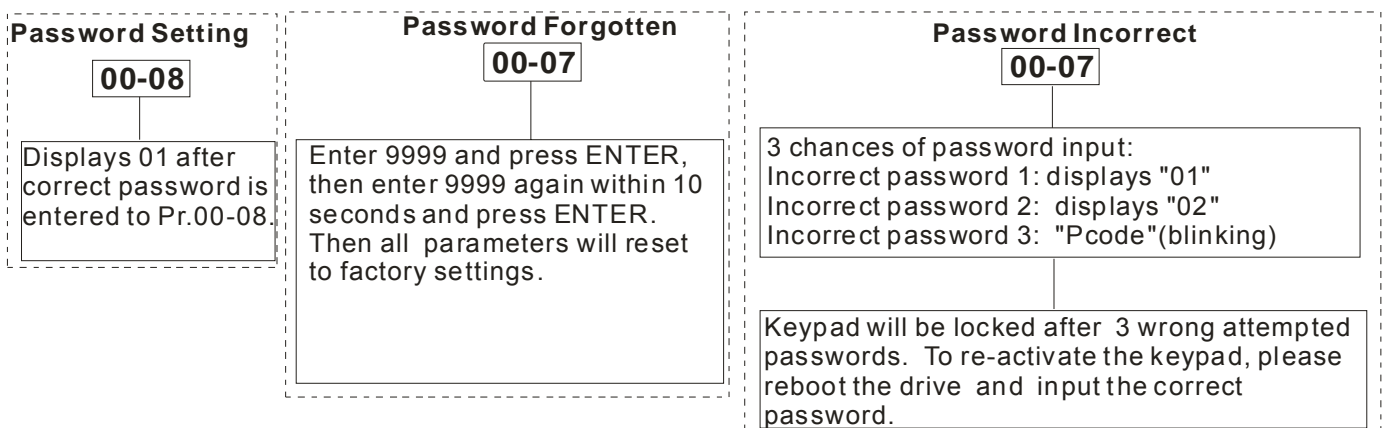 Password Setting
00-08
Displays 01 after
correct password is
entered to Pr.00-08.
Password Forgotten
00-07
Enter 9999 and press ENTER,
then enter 9999 again within 10
seconds and press ENTER.
Then all parameters will reset
to factory settings.
Password Incorrect
00-07
3 chances of password input:
Incorrect password 1: displays "01"
Incorrect password 2: displays "02"
Incorrect password 3: "Pcode"(blinking)
Keypad will be locked after 3 wrong attempted
passwords. To re-activate the keypad, please
reboot the drive and input the correct
password.